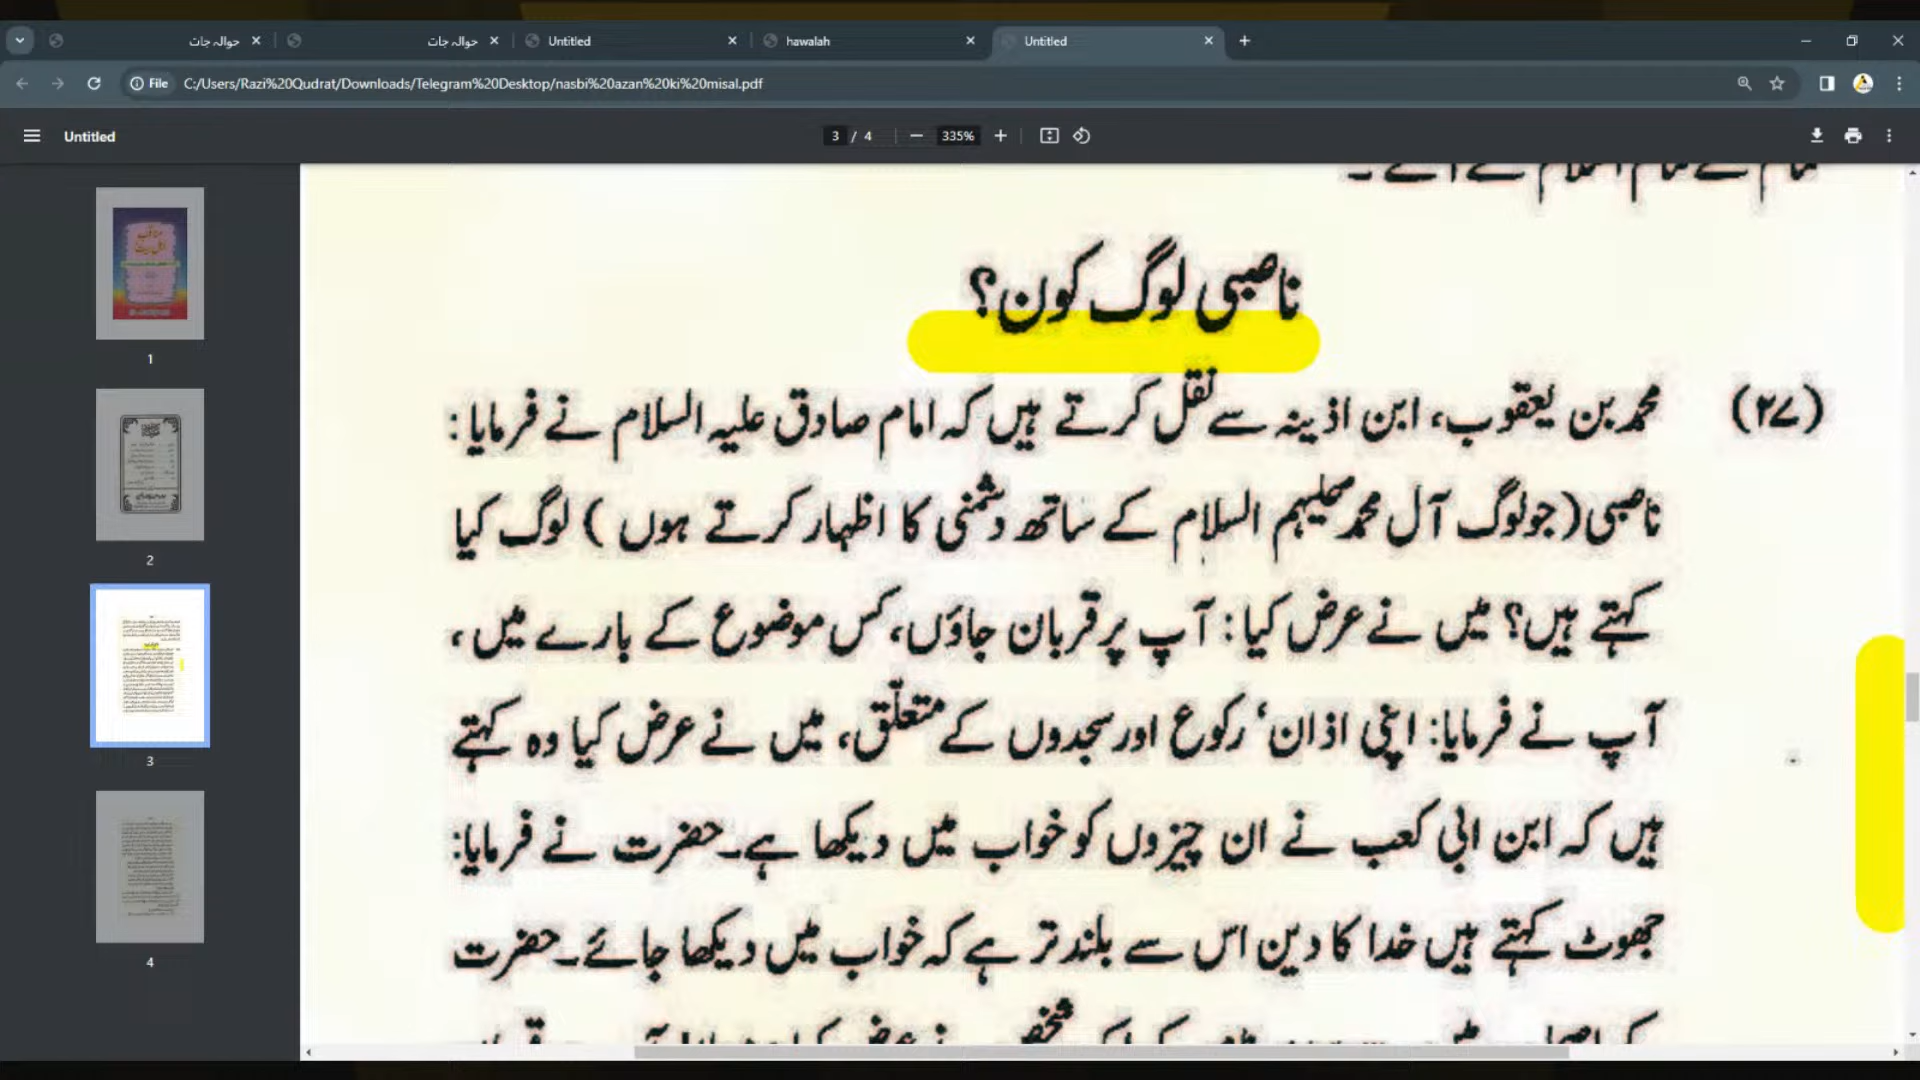 حوالہ جات
حوالہ جات
Untitled
hawalah
Untitled
File
C:/Users/Razi%20Qudrat/Downloads/Telegram%20Desktop/nasbi%20azan%20ki%20misal.pdf
Untitled
3 / 4
335%
1
2
3
4
ناصبی لوگ کون؟
(۲۷) محمد بن یعقوب، ابن اذینہ سے نقل کرتے ہیں کہ امام صادق علیہ السلام نے فرمایا:
ناصبی (جو لوگ آل محمد علیہم السلام کے ساتھ دشمنی کا اظہار کرتے ہوں) لوگ کیا
کہتے ہیں؟ میں نے عرض کیا: آپ پر قربان جاؤں، کس موضوع کے بارے میں،
آپ نے فرمایا: اپنی اذان، رکوع اور سجدوں کے متعلّق، میں نے عرض کیا وہ کہتے
ہیں کہ ابن ابی کعب نے ان چیزوں کو خواب میں دیکھا ہے۔ حضرت نے فرمایا:
جھوٹ کہتے ہیں خدا کا دین اس سے بلند تر ہے کہ خواب میں دیکھا جائے۔ حضرت